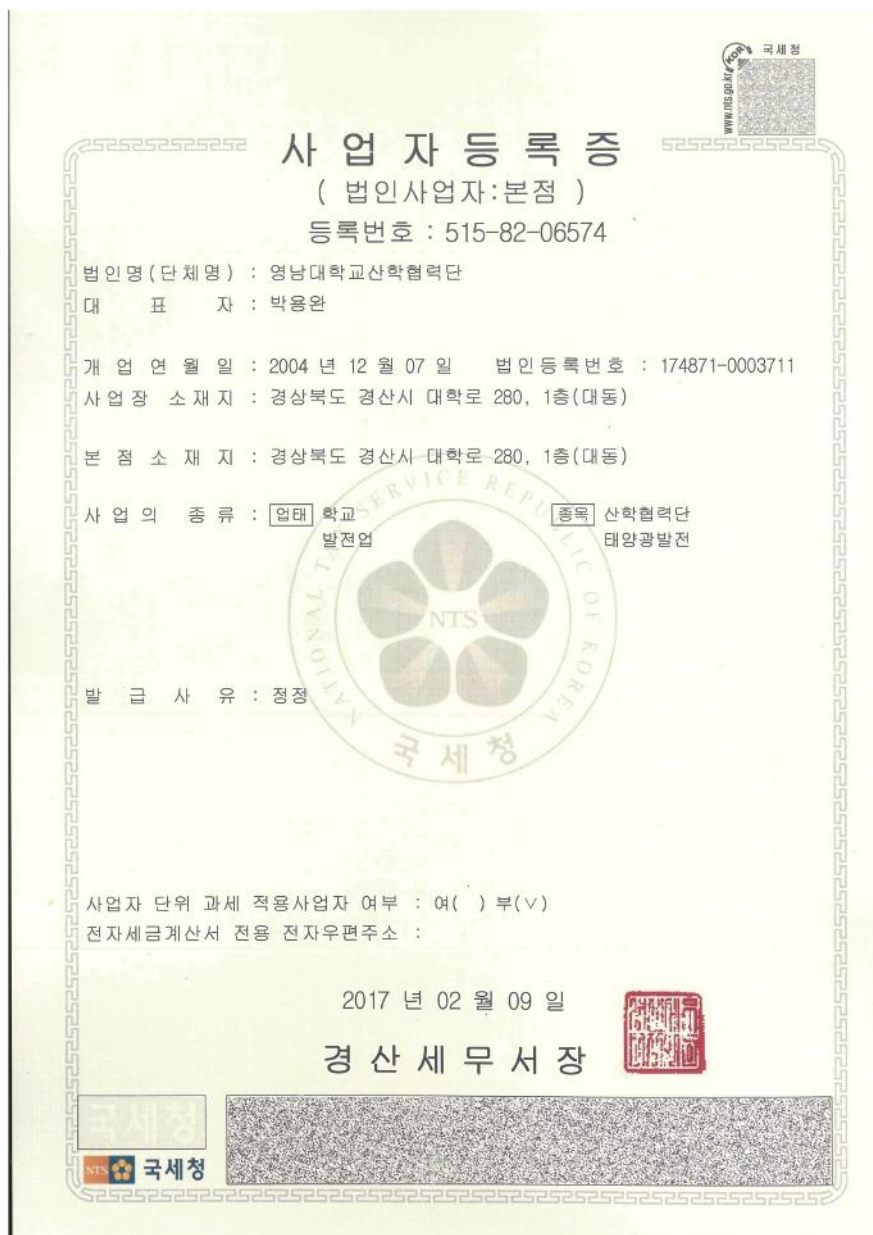 국세청
KOR
www.nts.go.kr
사 업 자 등 록 증
( 법인사업자:본점 )
등록번호 : 515-82-06574
법인명(단체명) : 영남대학교산학협력단
대 표 자 : 박용완
개 업 연 월 일 : 2004 년 12 월 07 일 법인등록번호 : 174871-0003711
사업장 소재지 : 경상북도 경산시 대학로 280, 1층(대동)
본 점 소 재 지 : 경상북도 경산시 대학로 280, 1층(대동)
사 업 의 종 류 : 업태 학교 종목 산학협력단
발전업 태양광발전
NATIONAL TAX SERVICE REPUBLIC OF KOREA
NTS
국세청
발 급 사 유 : 정정
사업자 단위 과세 적용사업자 여부 : 여( ) 부(∨)
전자세금계산서 전용 전자우편주소 :
2017 년 02 월 09 일
경 산 세 무 서 장
국세청
NTS 국세청